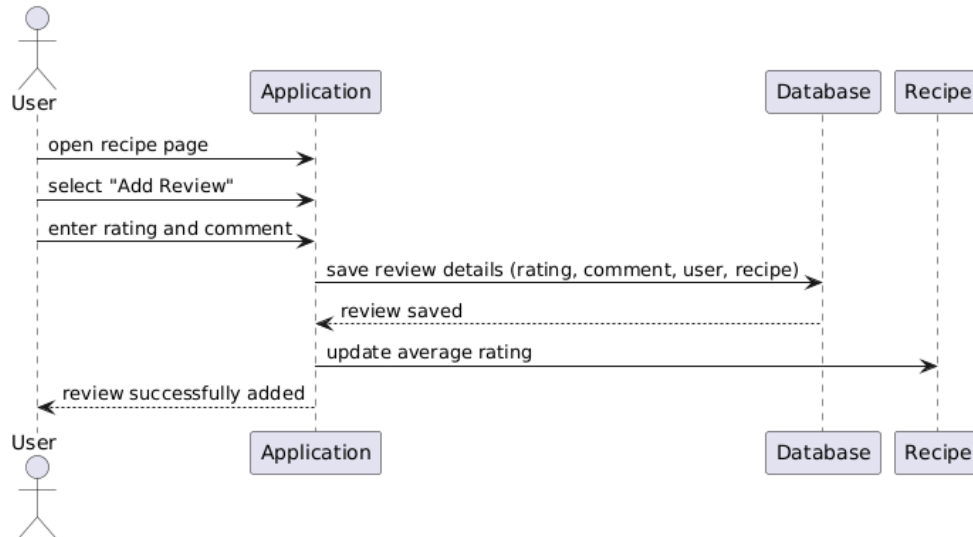 User
Application
Database
Recipe
open recipe page
select "Add Review"
enter rating and comment
save review details (rating, comment, user, recipe)
review saved
update average rating
review successfully added
User
Application
Database
Recipe